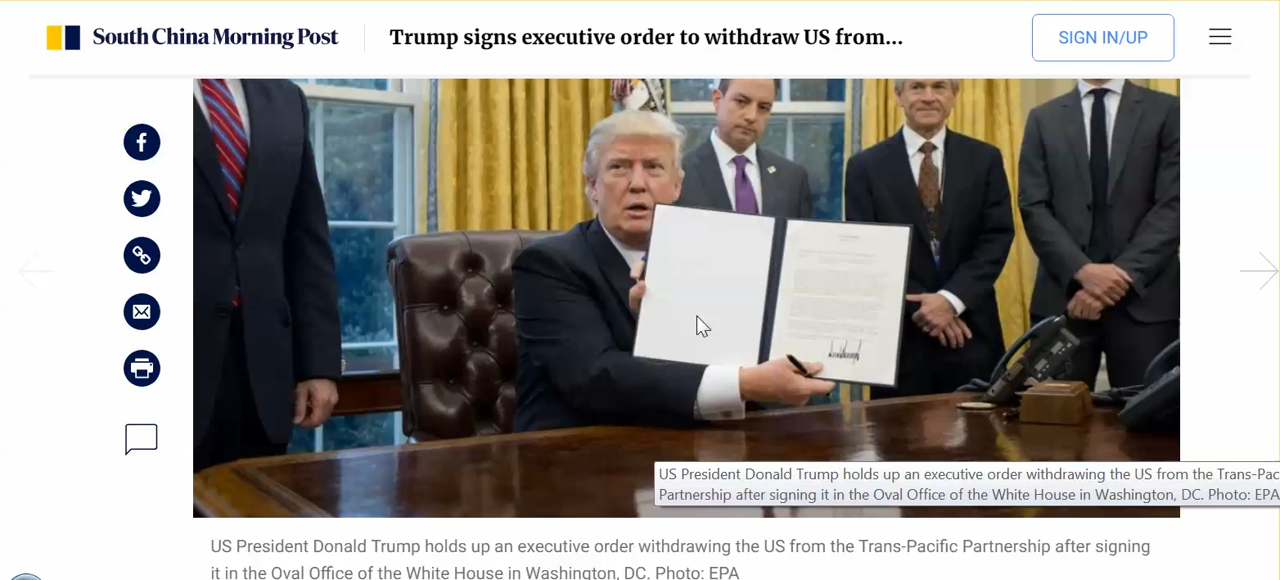 South China Morning Post
Trump signs executive order to withdraw US from...
SIGN IN/UP
US President Donald Trump holds up an executive order withdrawing the US from the Trans-Pac
Partnership after signing it in the Oval Office of the White House in Washington, DC. Photo: EPA
US President Donald Trump holds up an executive order withdrawing the US from the Trans-Pacific Partnership after signing
it in the Oval Office of the White House in Washington, DC. Photo: EPA